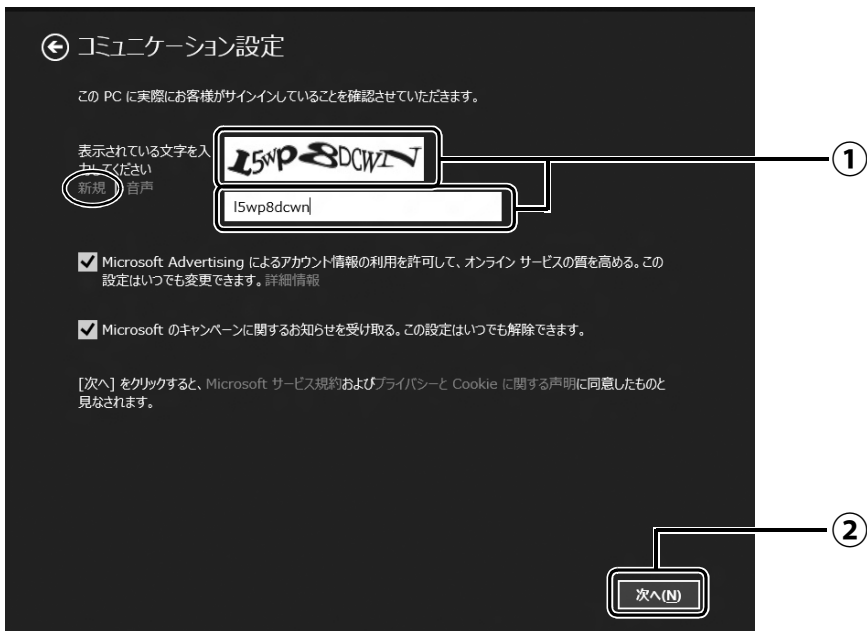 コミュニケーション設定
この PC に実際にお客様がサインインしていることを確認させていただきます。
表示されている文字を入
力してください
新規 | 音声
L5WP8DCWIN
l5wp8dcwn
①
Microsoft Advertising によるアカウント情報の利用を許可して、オンライン サービスの質を高める。この
設定はいつでも変更できます。詳細情報
Microsoft のキャンペーンに関するお知らせを受け取る。この設定はいつでも解除できます。
[次へ] をクリックすると、Microsoft サービス規約およびプライバシーと Cookie に関する声明に同意したものと
見なされます。
②
次へ(N)